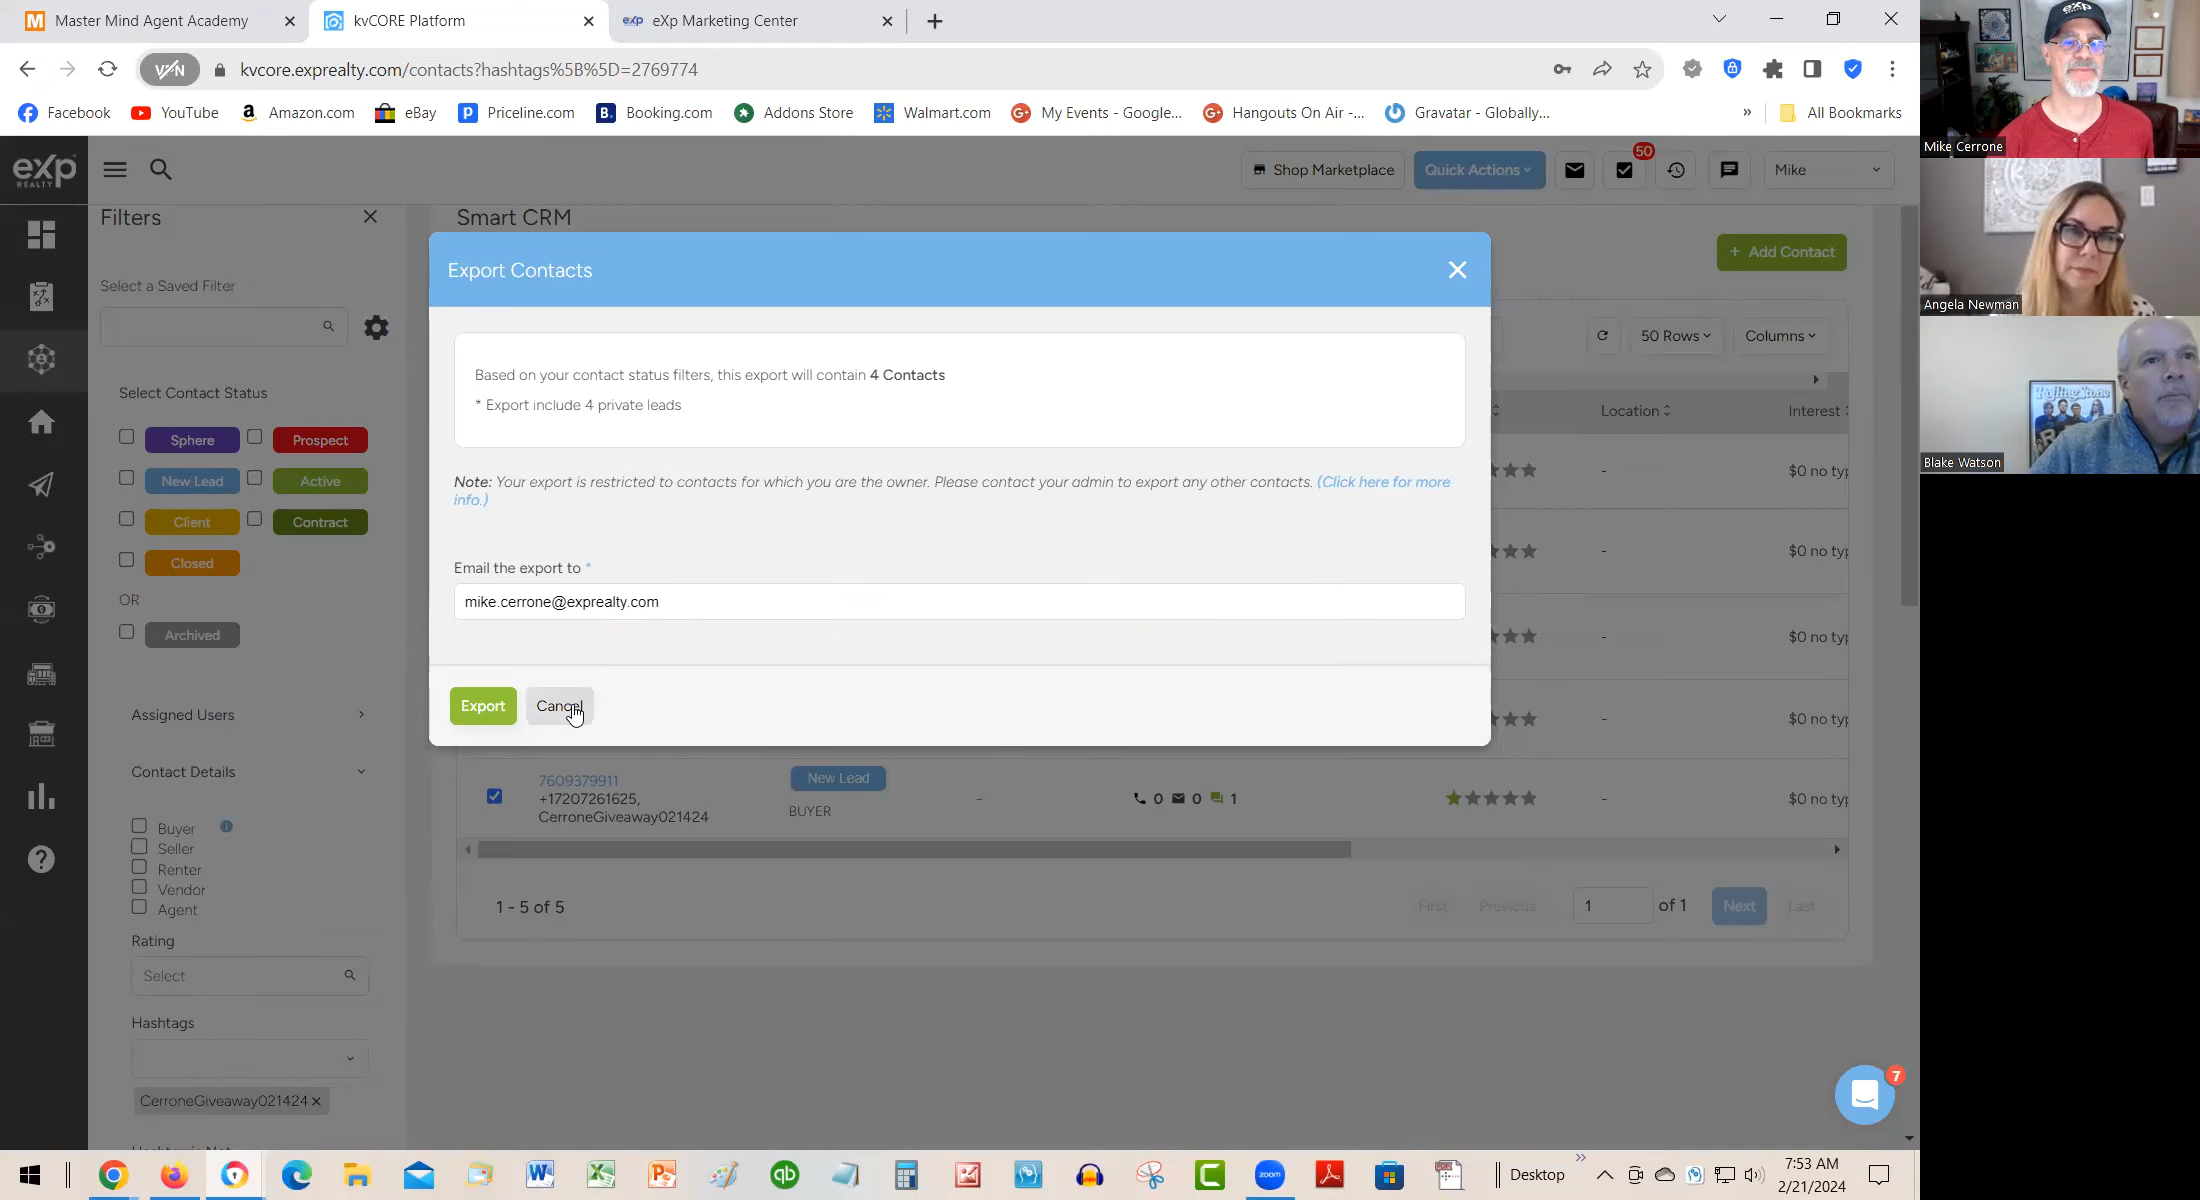 Master Mind Agent Academy
kvCORE Platform
eXp Marketing Center
VPN
kvcore.exprealty.com/contacts?hashtags%5B%5D=2769774
Facebook
YouTube
Amazon.com
eBay
Priceline.com
Booking.com
Addons Store
Walmart.com
My Events - Google...
Hangouts On Air -...
Gravatar - Globally...
»
All Bookmarks
eXp
REALTY
Shop Marketplace
Quick Actions
50
Mike
Filters
Select a Saved Filter
Select Contact Status
Sphere
Prospect
New Lead
Active
Client
Contract
Closed
OR
Archived
Assigned Users
Contact Details
Buyer
Seller
Renter
Vendor
Agent
Rating
Select
Hashtags
CerroneGiveaway021424 ×
Smart CRM
+ Add Contact
50 Rows
Columns
Location
Interest
-
$0 no typ
-
$0 no typ
-
$0 no typ
-
$0 no typ
Export Contacts
Based on your contact status filters, this export will contain 4 Contacts
* Export include 4 private leads
Note: Your export is restricted to contacts for which you are the owner. Please contact your admin to export any other contacts. (Click here for more
info.)
Email the export to *
mike.cerrone@exprealty.com
Export
Cancel
7609379911
+17207261625,
CerroneGiveaway021424
New Lead
BUYER
-
0
0
1
-
$0 no typ
1 - 5 of 5
First
Previous
1
of 1
Next
Last
7
Desktop
7:53 AM
2/21/2024
Mike Cerrone
Angela Newman
Blake Watson
Rolling Stone